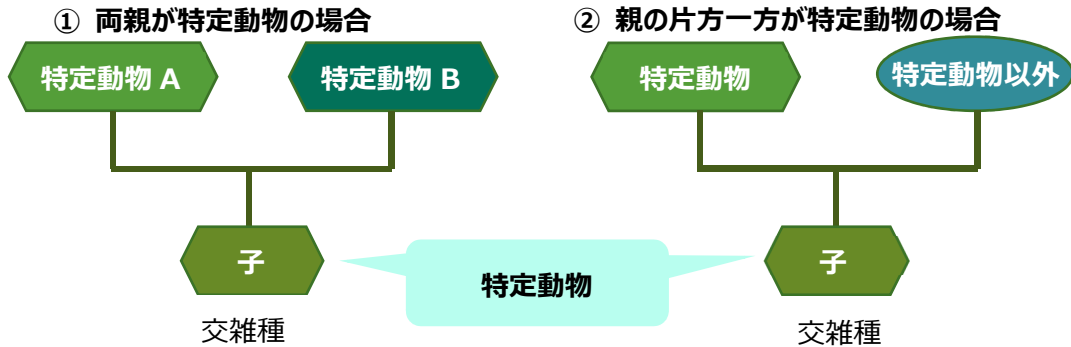 ① 両親が特定動物の場合
② 親の片方一方が特定動物の場合
特定動物 A
特定動物 B
特定動物
特定動物以外
子
子
特定動物
交雑種
交雑種